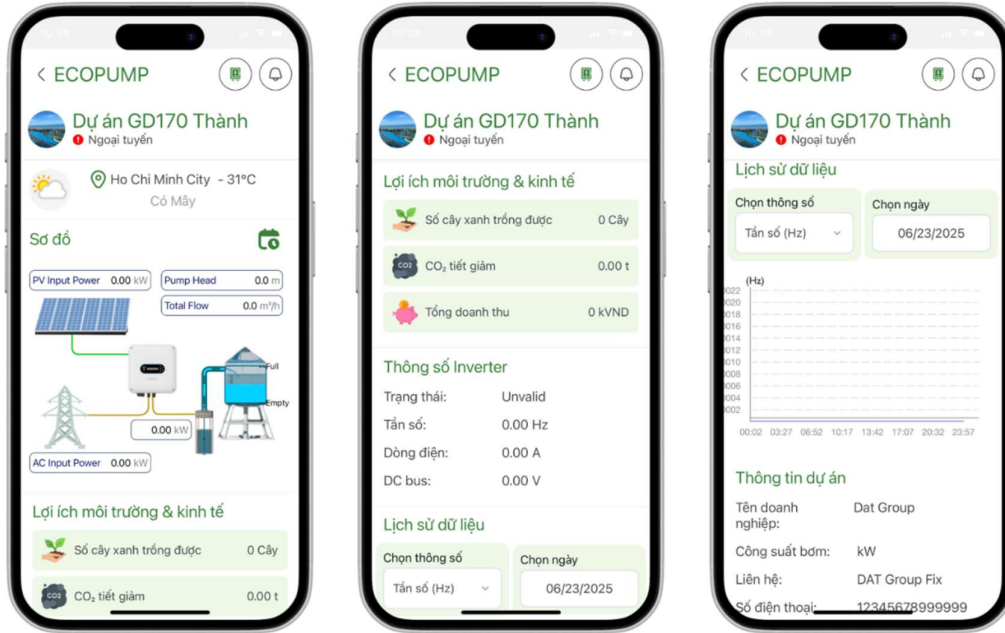 ECOPUMP
Dự án GD170 Thành
Ngoại tuyến
Ho Chi Minh City - 31°C
Có Mây
Sơ đồ
PV Input Power 0.00 kW
Pump Head 0.0 m
Total Flow 0.0 m³/h
Full
Empty
0.00 kW
AC Input Power 0.00 kW
Lợi ích môi trường & kinh tế
Số cây xanh trồng được 0 Cây
CO₂ tiết giảm 0.00 t
ECOPUMP
Dự án GD170 Thành
Ngoại tuyến
Lợi ích môi trường & kinh tế
Số cây xanh trồng được 0 Cây
CO₂ tiết giảm 0.00 t
Tổng doanh thu 0 kVND
Thông số Inverter
Trạng thái: Unvalid
Tần số: 0.00 Hz
Dòng điện: 0.00 A
DC bus: 0.00 V
Lịch sử dữ liệu
Chọn thông số Chọn ngày
Tần số (Hz) 06/23/2025
ECOPUMP
Dự án GD170 Thành
Ngoại tuyến
Lịch sử dữ liệu
Chọn thông số Chọn ngày
Tần số (Hz) 06/23/2025
(Hz)
00:02 03:27 06:52 10:17 13:42 17:07 20:32 23:57
Thông tin dự án
Tên doanh Dat Group
nghiệp:
Công suất bơm: kW
Liên hệ: DAT Group Fix
Số điện thoại: 12345678999999